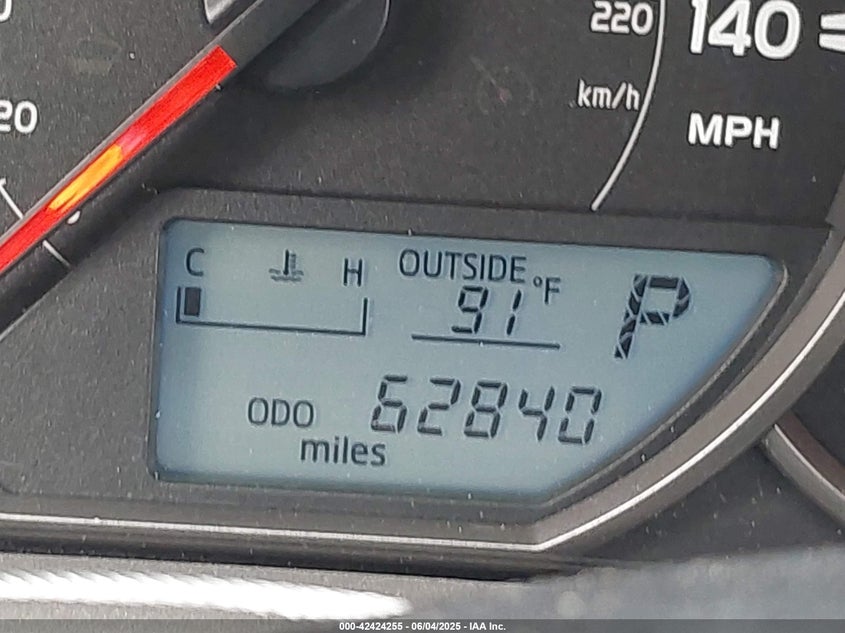 220
140
km/h
20
MPH
C H OUTSIDE
91 °F P
ODO 62840
miles
000-42424255 - 06/04/2025 - IAA Inc.